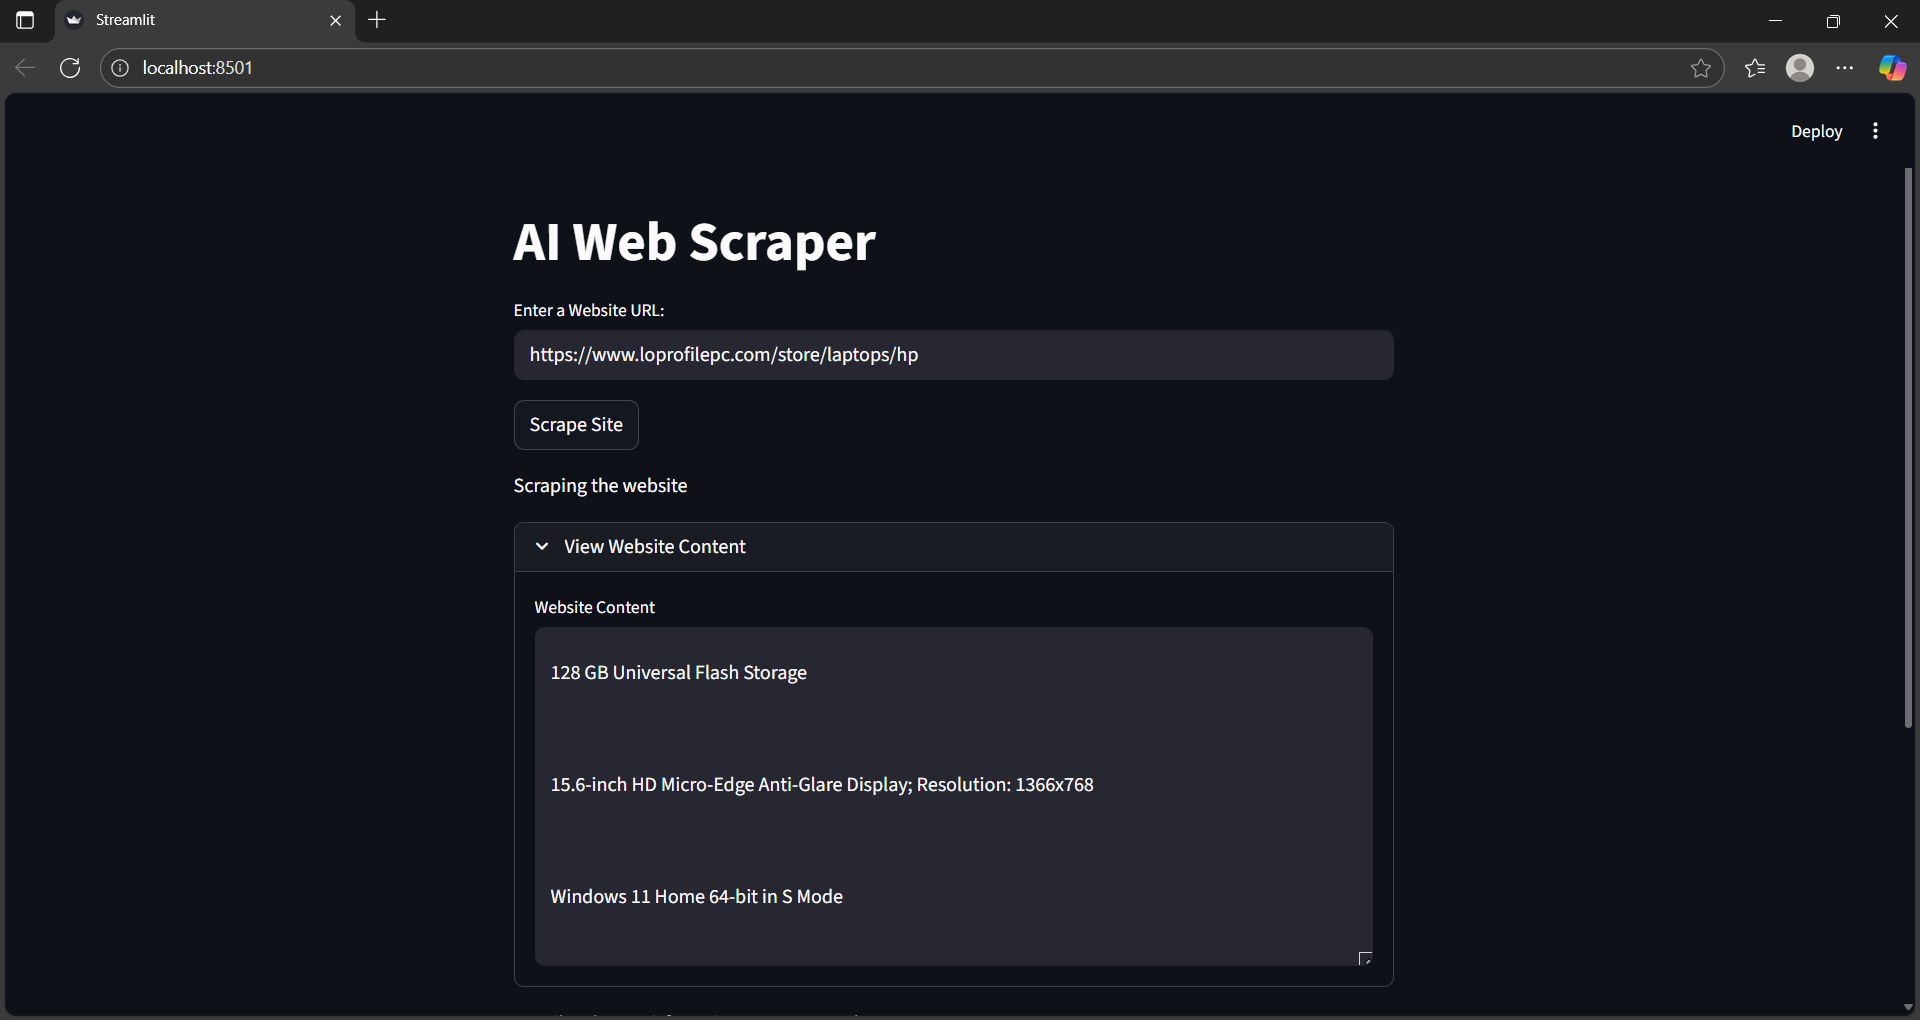 Streamlit
localhost:8501
Deploy
AI Web Scraper
Enter a Website URL:
https://www.loprofilepc.com/store/laptops/hp
Scrape Site
Scraping the website
View Website Content
Website Content
128 GB Universal Flash Storage
15.6-inch HD Micro-Edge Anti-Glare Display; Resolution: 1366x768
Windows 11 Home 64-bit in S Mode